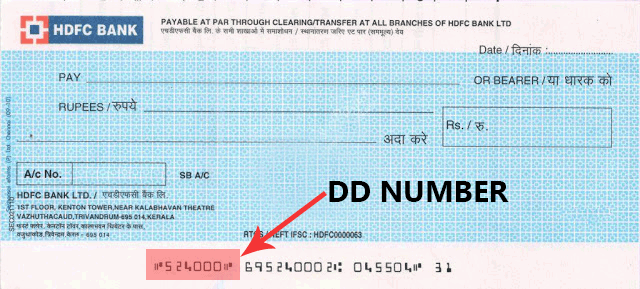 HDFC BANK
PAYABLE AT PAR THROUGH CLEARING/TRANSFER AT ALL BRANCHES OF HDFC BANK LTD
एचडीएफसी बैंक लि. के सभी शाखाओं में समाशोधन / स्थानांतरण जरिए एट पार (सममूल्य) देय
Date / दिनांक :
PAY
OR BEARER / या धारक को
RUPEES / रुपये
अदा करे
Rs. / रु.
A/c No.
SB A/C
HDFC BANK LTD. / एचडीएफसी बैंक लि.
1ST FLOOR, KENTON TOWER,NEAR KALABHAVAN THEATRE
VAZHUTHACAUD,TRIVANDRUM-695 014,KERALA
DD NUMBER
RTGS / NEFT IFSC : HDFC0000063
⑈524000⑈ 695240002⑆ 045504⑈ 31